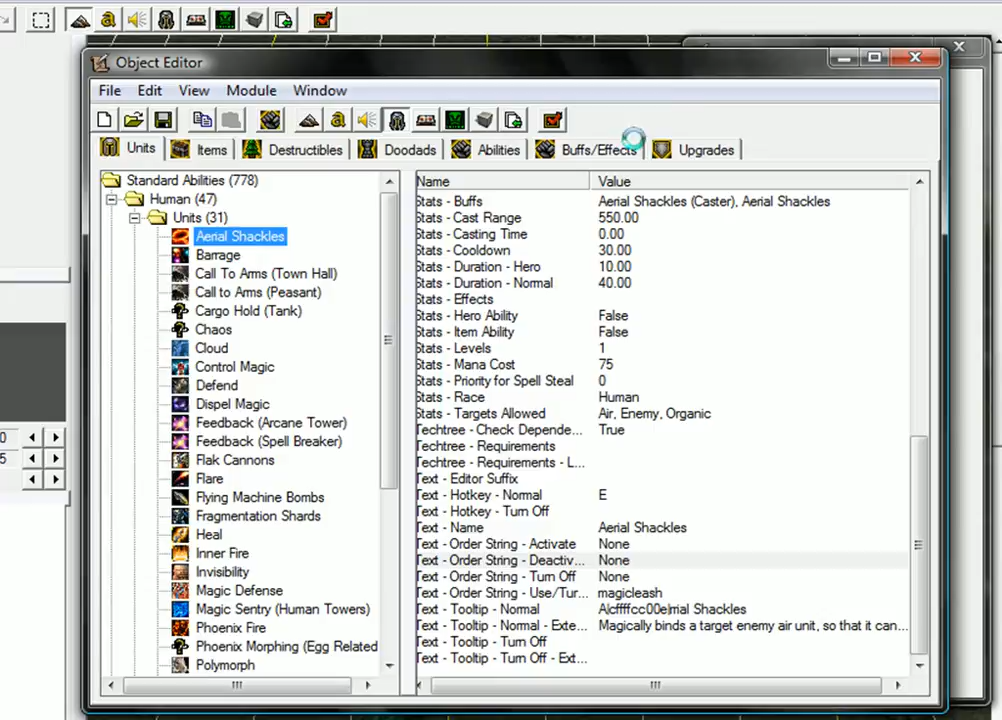 Object Editor
File Edit View Module Window
Units Items Destructibles Doodads Abilities Buffs/Effects Upgrades
Standard Abilities (778)
Human (47)
Units (31)
Aerial Shackles
Barrage
Call To Arms (Town Hall)
Call to Arms (Peasant)
Cargo Hold (Tank)
Chaos
Cloud
Control Magic
Defend
Dispel Magic
Feedback (Arcane Tower)
Feedback (Spell Breaker)
Flak Cannons
Flare
Flying Machine Bombs
Fragmentation Shards
Heal
Inner Fire
Invisibility
Magic Defense
Magic Sentry (Human Towers)
Phoenix Fire
Phoenix Morphing (Egg Related
Polymorph
Name Value
Stats - Buffs Aerial Shackles (Caster), Aerial Shackles
Stats - Cast Range 550.00
Stats - Casting Time 0.00
Stats - Cooldown 30.00
Stats - Duration - Hero 10.00
Stats - Duration - Normal 40.00
Stats - Effects
Stats - Hero Ability False
Stats - Item Ability False
Stats - Levels 1
Stats - Mana Cost 75
Stats - Priority for Spell Steal 0
Stats - Race Human
Stats - Targets Allowed Air, Enemy, Organic
Techtree - Check Depende... True
Techtree - Requirements
Techtree - Requirements - L...
Text - Editor Suffix
Text - Hotkey - Normal E
Text - Hotkey - Turn Off
Text - Name Aerial Shackles
Text - Order String - Activate None
Text - Order String - Deactiv... None
Text - Order String - Turn Off None
Text - Order String - Use/Tur... magicleash
Text - Tooltip - Normal A|cffffcc00e|rrial Shackles
Text - Tooltip - Normal - Exte... Magically binds a target enemy air unit, so that it can...
Text - Tooltip - Turn Off
Text - Tooltip - Turn Off - Ext...
0
5